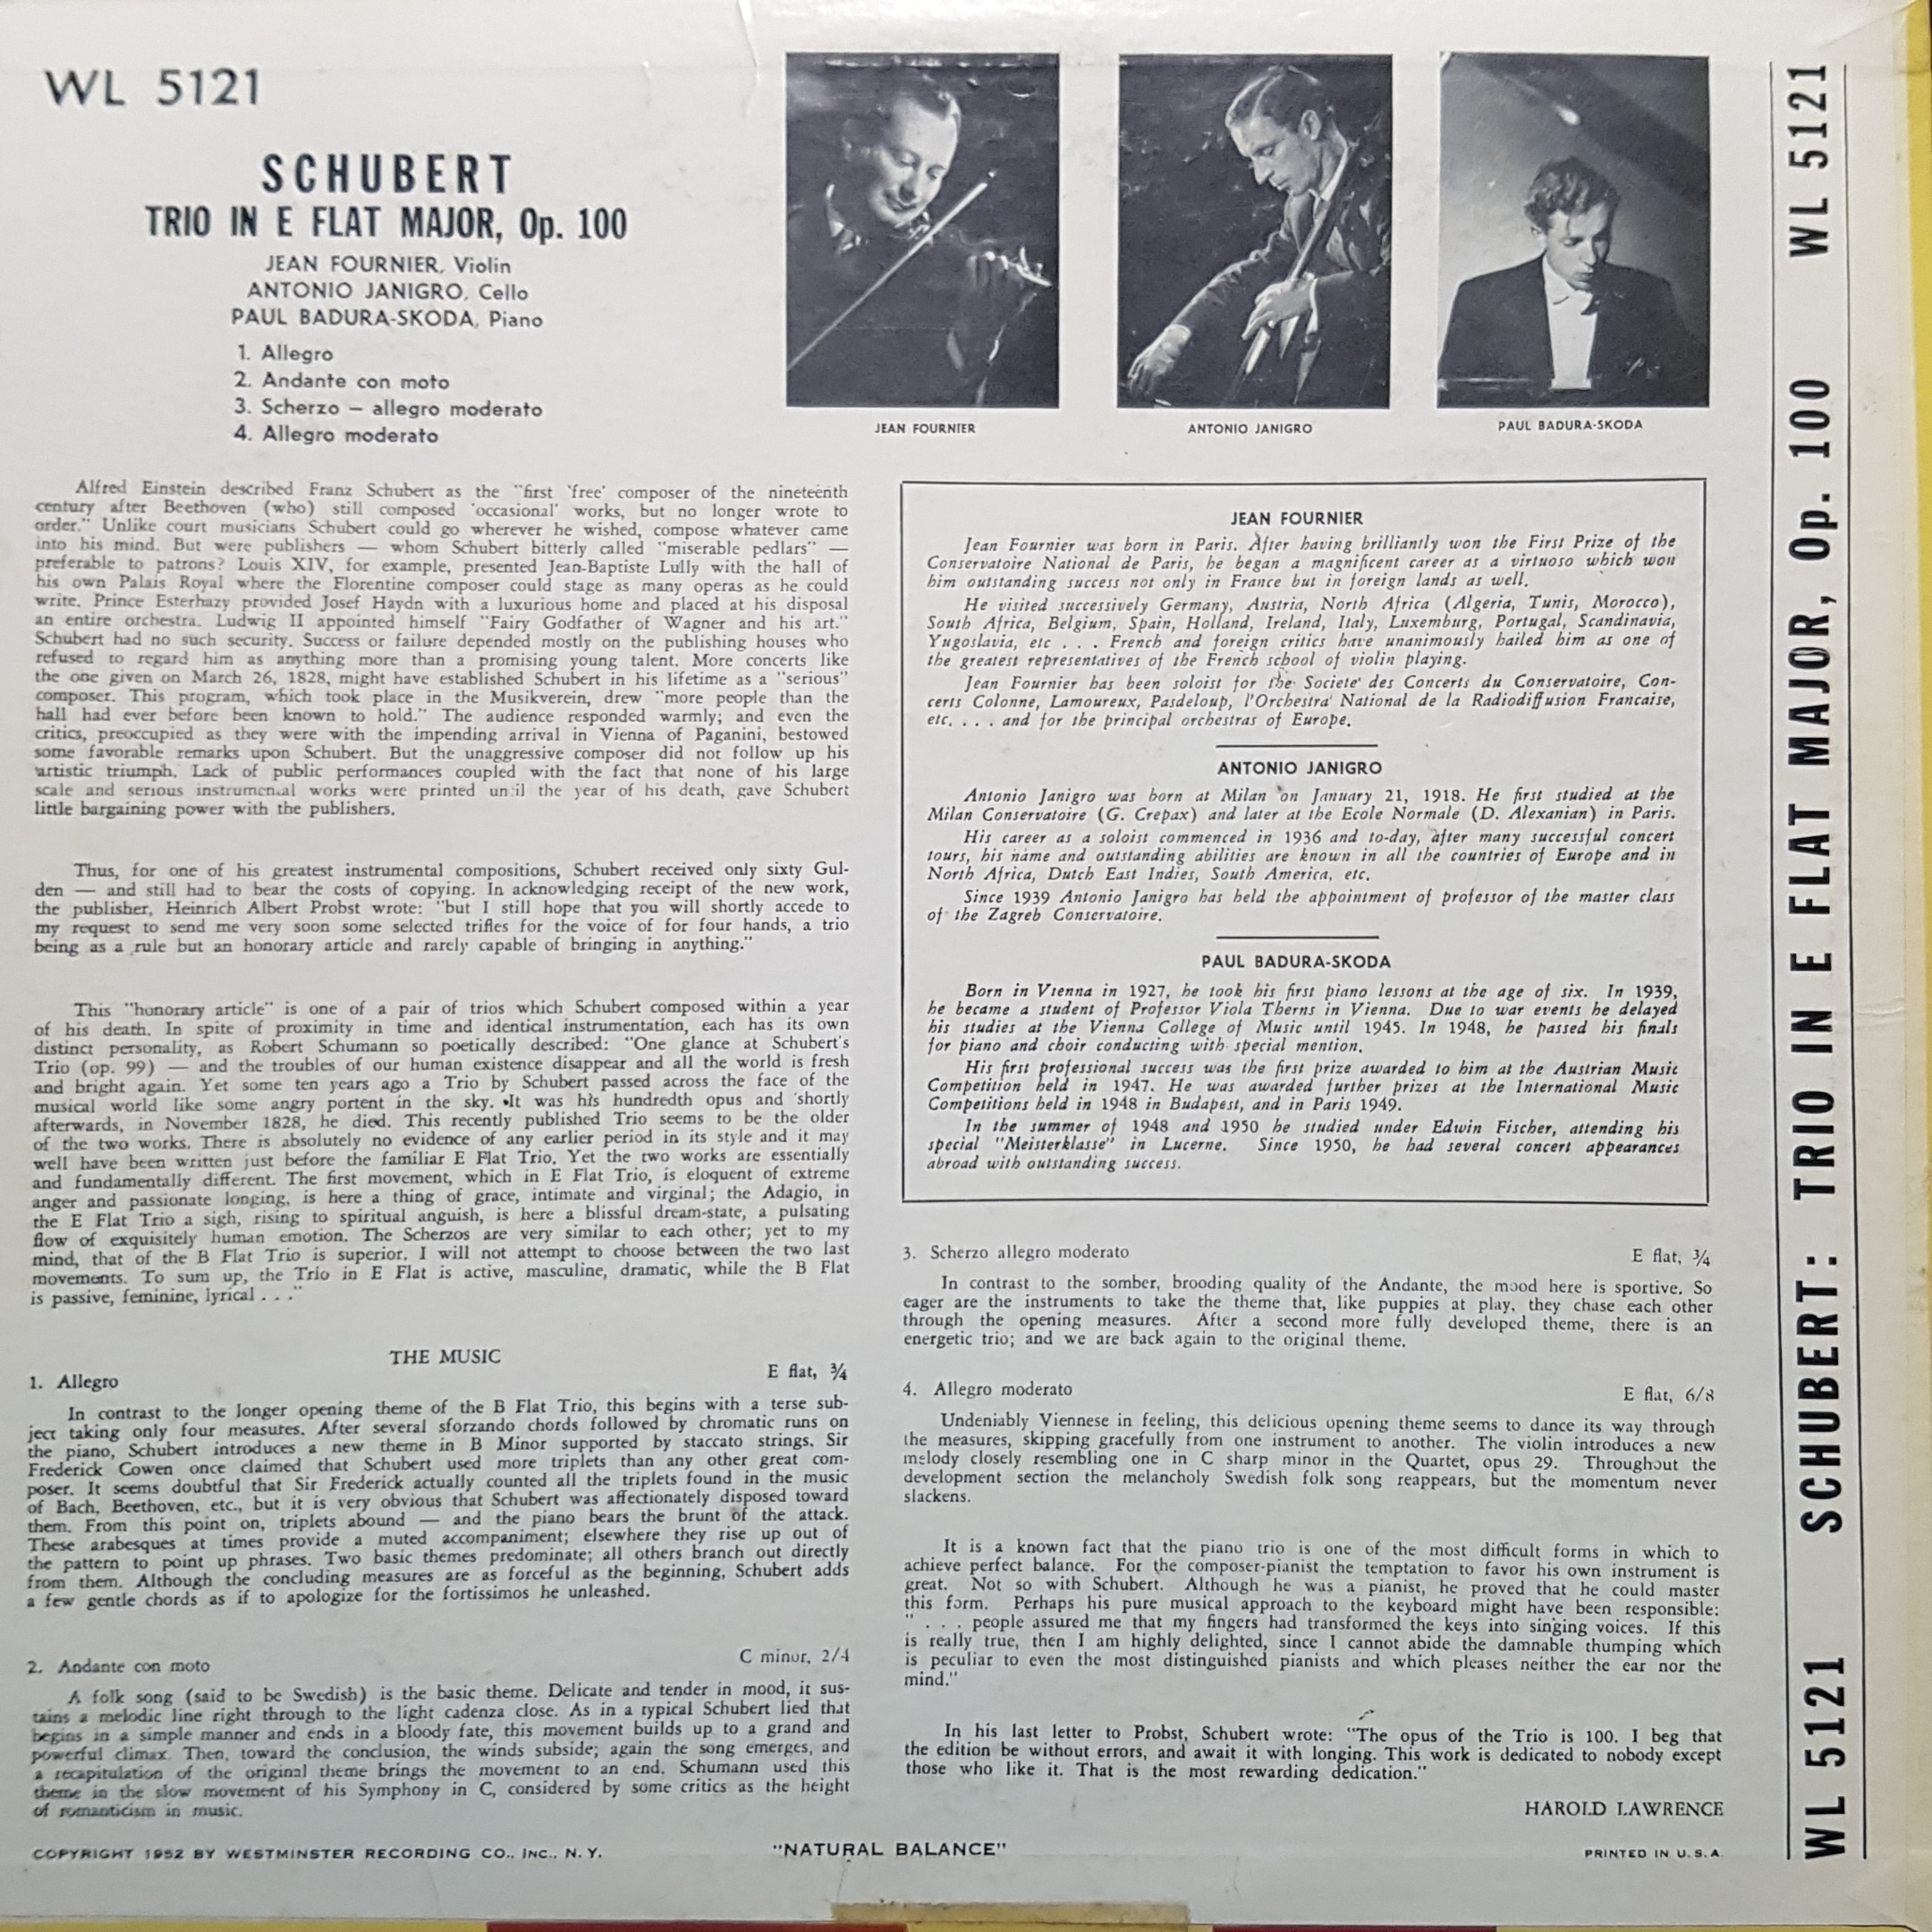 WL 5121
SCHUBERT
TRIO IN E FLAT MAJOR, Op. 100
JEAN FOURNIER, Violin
ANTONIO JANIGRO, Cello
PAUL BADURA-SKODA, Piano
1. Allegro
2. Andante con moto
3. Scherzo – allegro moderato
4. Allegro moderato
JEAN FOURNIER
ANTONIO JANIGRO
PAUL BADURA-SKODA
Alfred Einstein described Franz Schubert as the "first 'free' composer of the nineteenth
century after Beethoven (who) still composed 'occasional' works, but no longer wrote to
order." Unlike court musicians Schubert could go wherever he wished, compose whatever came
into his mind. But were publishers — whom Schubert bitterly called "miserable pedlars" —
preferable to patrons? Louis XIV, for example, presented Jean-Baptiste Lully with the hall of
his own Palais Royal where the Florentine composer could stage as many operas as he could
write. Prince Esterhazy provided Josef Haydn with a luxurious home and placed at his disposal
an entire orchestra. Ludwig II appointed himself "Fairy Godfather of Wagner and his art."
Schubert had no such security. Success or failure depended mostly on the publishing houses who
refused to regard him as anything more than a promising young talent. More concerts like
the one given on March 26, 1828, might have established Schubert in his lifetime as a "serious"
composer. This program, which took place in the Musikverein, drew "more people than the
hall had ever before been known to hold." The audience responded warmly; and even the
critics, preoccupied as they were with the impending arrival in Vienna of Paganini, bestowed
some favorable remarks upon Schubert. But the unaggressive composer did not follow up his
artistic triumph. Lack of public performances coupled with the fact that none of his large
scale and serious instrumental works were printed until the year of his death, gave Schubert
little bargaining power with the publishers.
Thus, for one of his greatest instrumental compositions, Schubert received only sixty Gul-
den — and still had to bear the costs of copying. In acknowledging receipt of the new work,
the publisher, Heinrich Albert Probst wrote: "but I still hope that you will shortly accede to
my request to send me very soon some selected trifles for the voice of for four hands, a trio
being as a rule but an honorary article and rarely capable of bringing in anything."
This "honorary article" is one of a pair of trios which Schubert composed within a year
of his death. In spite of proximity in time and identical instrumentation, each has its own
distinct personality, as Robert Schumann so poetically described: "One glance at Schubert's
Trio (op. 99) — and the troubles of our human existence disappear and all the world is fresh
and bright again. Yet some ten years ago a Trio by Schubert passed across the face of the
musical world like some angry portent in the sky. It was his hundredth opus and shortly
afterwards, in November 1828, he died. This recently published Trio seems to be the older
of the two works. There is absolutely no evidence of any earlier period in its style and it may
well have been written just before the familiar E Flat Trio. Yet the two works are essentially
and fundamentally different. The first movement, which in E Flat Trio, is eloquent of extreme
anger and passionate longing, is here a thing of grace, intimate and virginal; the Adagio, in
the E Flat Trio a sigh, rising to spiritual anguish, is here a blissful dream-state, a pulsating
flow of exquisitely human emotion. The Scherzos are very similar to each other; yet to my
mind, that of the B Flat Trio is superior. I will not attempt to choose between the two last
movements. To sum up, the Trio in E Flat is active, masculine, dramatic, while the B Flat
is passive, feminine, lyrical . . ."
THE MUSIC
1. Allegro E flat, ¾
In contrast to the longer opening theme of the B Flat Trio, this begins with a terse sub-
ject taking only four measures. After several sforzando chords followed by chromatic runs on
the piano, Schubert introduces a new theme in B Minor supported by staccato strings. Sir
Frederick Cowen once claimed that Schubert used more triplets than any other great com-
poser. It seems doubtful that Sir Frederick actually counted all the triplets found in the music
of Bach, Beethoven, etc., but it is very obvious that Schubert was affectionately disposed toward
them. From this point on, triplets abound — and the piano bears the brunt of the attack.
These arabesques at times provide a muted accompaniment; elsewhere they rise up out of
the pattern to point up phrases. Two basic themes predominate; all others branch out directly
from them. Although the concluding measures are as forceful as the beginning, Schubert adds
a few gentle chords as if to apologize for the fortissimos he unleashed.
2. Andante con moto C minor, 2/4
A folk song (said to be Swedish) is the basic theme. Delicate and tender in mood, it sus-
tains a melodic line right through to the light cadenza close. As in a typical Schubert lied that
begins in a simple manner and ends in a bloody fate, this movement builds up to a grand and
powerful climax. Then, toward the conclusion, the winds subside; again the song emerges, and
a recapitulation of the original theme brings the movement to an end. Schumann used this
theme in the slow movement of his Symphony in C, considered by some critics as the height
of romanticism in music.
JEAN FOURNIER
Jean Fournier was born in Paris. After having brilliantly won the First Prize of the
Conservatoire National de Paris, he began a magnificent career as a virtuoso which won
him outstanding success not only in France but in foreign lands as well.
He visited successively Germany, Austria, North Africa (Algeria, Tunis, Morocco),
South Africa, Belgium, Spain, Holland, Ireland, Italy, Luxemburg, Portugal, Scandinavia,
Yugoslavia, etc . . . French and foreign critics have unanimously hailed him as one of
the greatest representatives of the French school of violin playing.
Jean Fournier has been soloist for the Societe' des Concerts du Conservatoire, Con-
certs Colonne, Lamoureux, Pasdeloup, l'Orchestra' National de la Radiodiffusion Francaise,
etc. . . . and for the principal orchestras of Europe.
ANTONIO JANIGRO
Antonio Janigro was born at Milan on January 21, 1918. He first studied at the
Milan Conservatoire (G. Crepax) and later at the Ecole Normale (D. Alexanian) in Paris.
His career as a soloist commenced in 1936 and to-day, after many successful concert
tours, his name and outstanding abilities are known in all the countries of Europe and in
North Africa, Dutch East Indies, South America, etc.
Since 1939 Antonio Janigro has held the appointment of professor of the master class
of the Zagreb Conservatoire.
PAUL BADURA-SKODA
Born in Vienna in 1927, he took his first piano lessons at the age of six. In 1939,
he became a student of Professor Viola Therns in Vienna. Due to war events he delayed
his studies at the Vienna College of Music until 1945. In 1948, he passed his finals
for piano and choir conducting with special mention.
His first professional success was the first prize awarded to him at the Austrian Music
Competition held in 1947. He was awarded further prizes at the International Music
Competitions held in 1948 in Budapest, and in Paris 1949.
In the summer of 1948 and 1950 he studied under Edwin Fischer, attending his
special "Meisterklasse" in Lucerne. Since 1950, he had several concert appearances
abroad with outstanding success.
3. Scherzo allegro moderato E flat, ¾
In contrast to the somber, brooding quality of the Andante, the mood here is sportive. So
eager are the instruments to take the theme that, like puppies at play, they chase each other
through the opening measures. After a second more fully developed theme, there is an
energetic trio; and we are back again to the original theme.
4. Allegro moderato E flat, 6/8
Undeniably Viennese in feeling, this delicious opening theme seems to dance its way through
the measures, skipping gracefully from one instrument to another. The violin introduces a new
melody closely resembling one in C sharp minor in the Quartet, opus 29. Throughout the
development section the melancholy Swedish folk song reappears, but the momentum never
slackens.
It is a known fact that the piano trio is one of the most difficult forms in which to
achieve perfect balance. For the composer-pianist the temptation to favor his own instrument is
great. Not so with Schubert. Although he was a pianist, he proved that he could master
this form. Perhaps his pure musical approach to the keyboard might have been responsible:
" . . . people assured me that my fingers had transformed the keys into singing voices. If this
is really true, then I am highly delighted, since I cannot abide the damnable thumping which
is peculiar to even the most distinguished pianists and which pleases neither the ear nor the
mind."
In his last letter to Probst, Schubert wrote: "The opus of the Trio is 100. I beg that
the edition be without errors, and await it with longing. This work is dedicated to nobody except
those who like it. That is the most rewarding dedication."
HAROLD LAWRENCE
COPYRIGHT 1952 BY WESTMINSTER RECORDING CO., INC., N. Y.
"NATURAL BALANCE"
PRINTED IN U. S. A.
WL 5121 SCHUBERT: TRIO IN E FLAT MAJOR, Op. 100 WL 5121